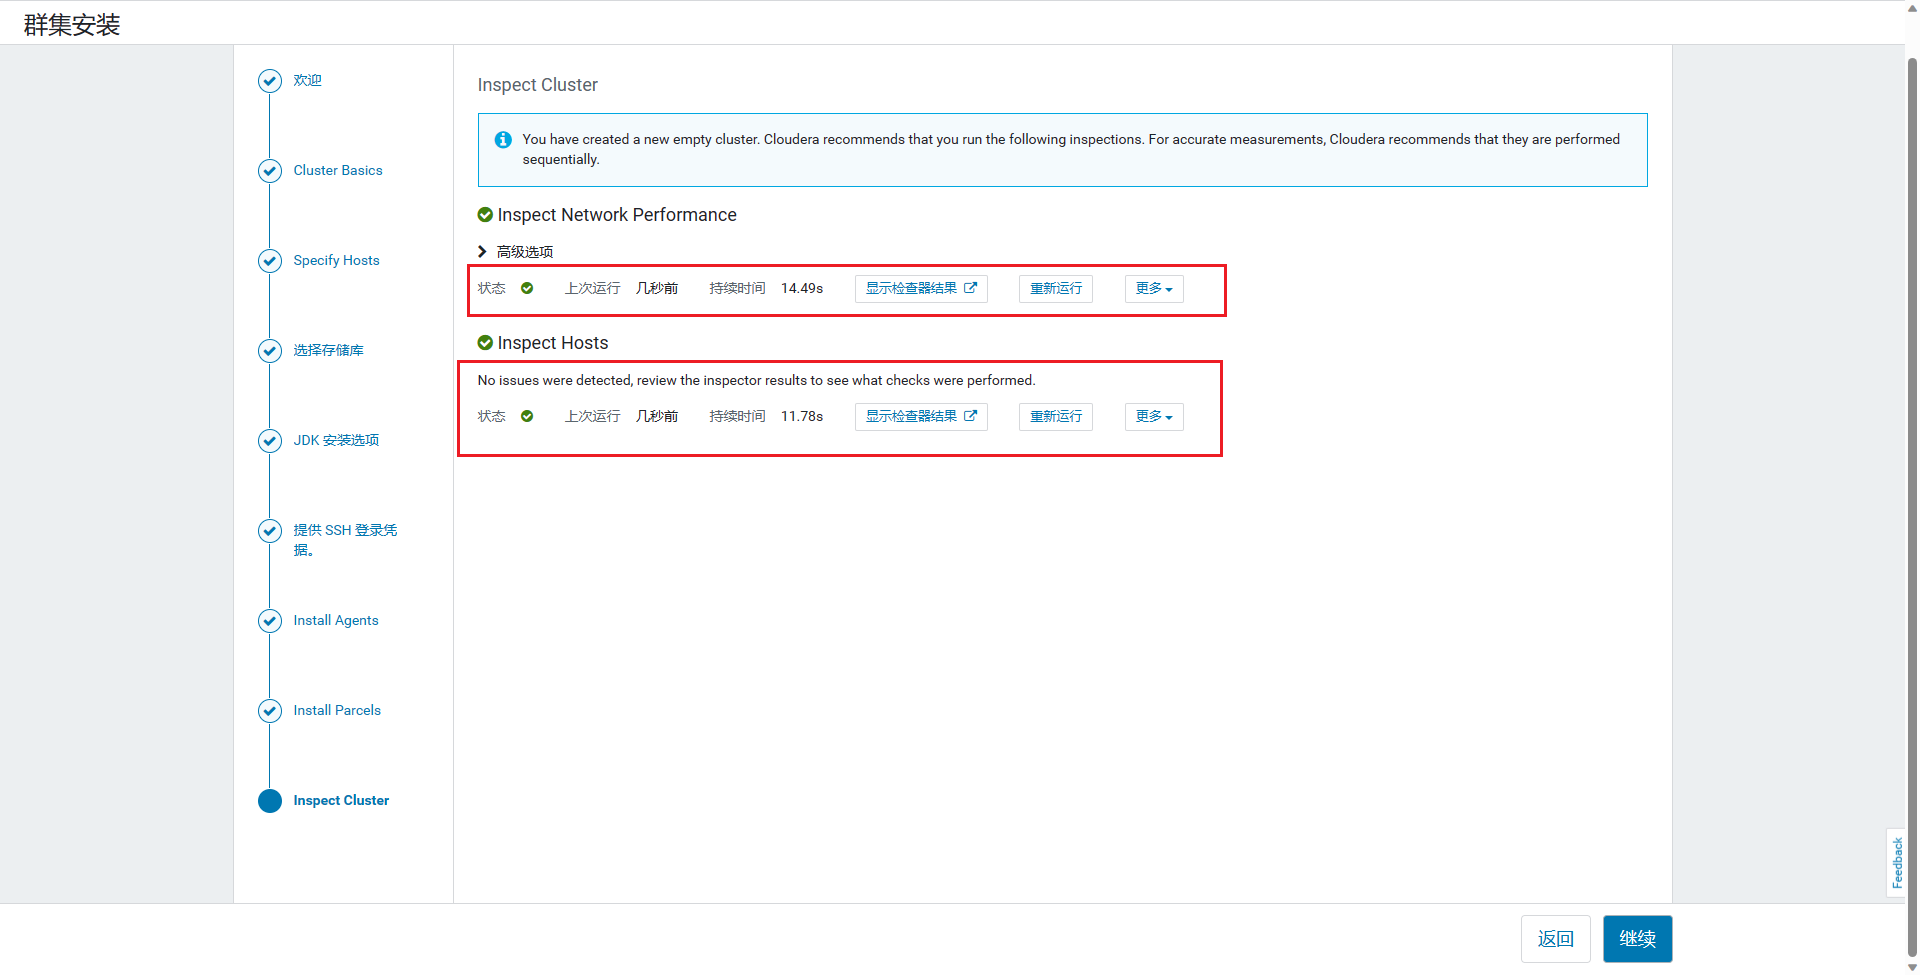 群集安装
欢迎
Cluster Basics
Specify Hosts
选择存储库
JDK 安装选项
提供 SSH 登录凭
据。
Install Agents
Install Parcels
Inspect Cluster
Inspect Cluster
You have created a new empty cluster. Cloudera recommends that you run the following inspections. For accurate measurements, Cloudera recommends that they are performed
sequentially.
Inspect Network Performance
高级选项
状态 上次运行 几秒前 持续时间 14.49s 显示检查器结果 重新运行 更多
Inspect Hosts
No issues were detected, review the inspector results to see what checks were performed.
状态 上次运行 几秒前 持续时间 11.78s 显示检查器结果 重新运行 更多
Feedback
返回 继续